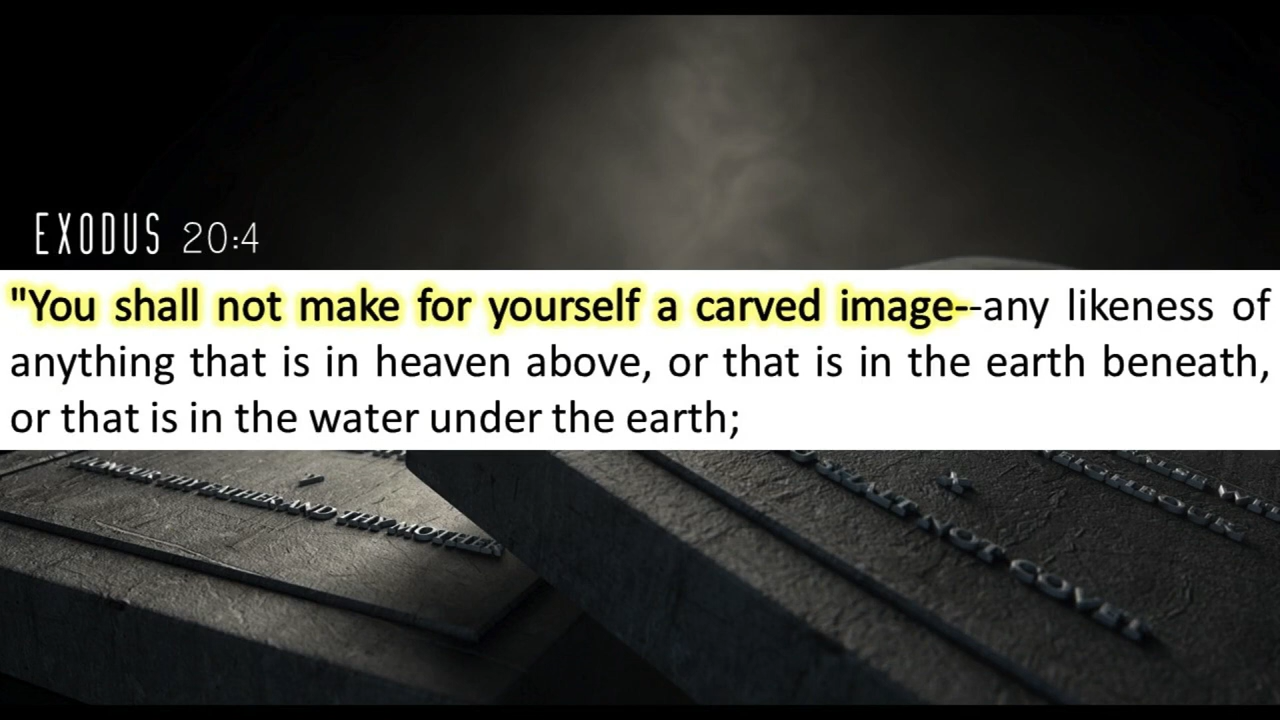 EXODUS 20:4
"You shall not make for yourself a carved image--any likeness of
anything that is in heaven above, or that is in the earth beneath,
or that is in the water under the earth;
HONOUR THY FATHER AND THY MOTHER
SHALT NOT COVET
X